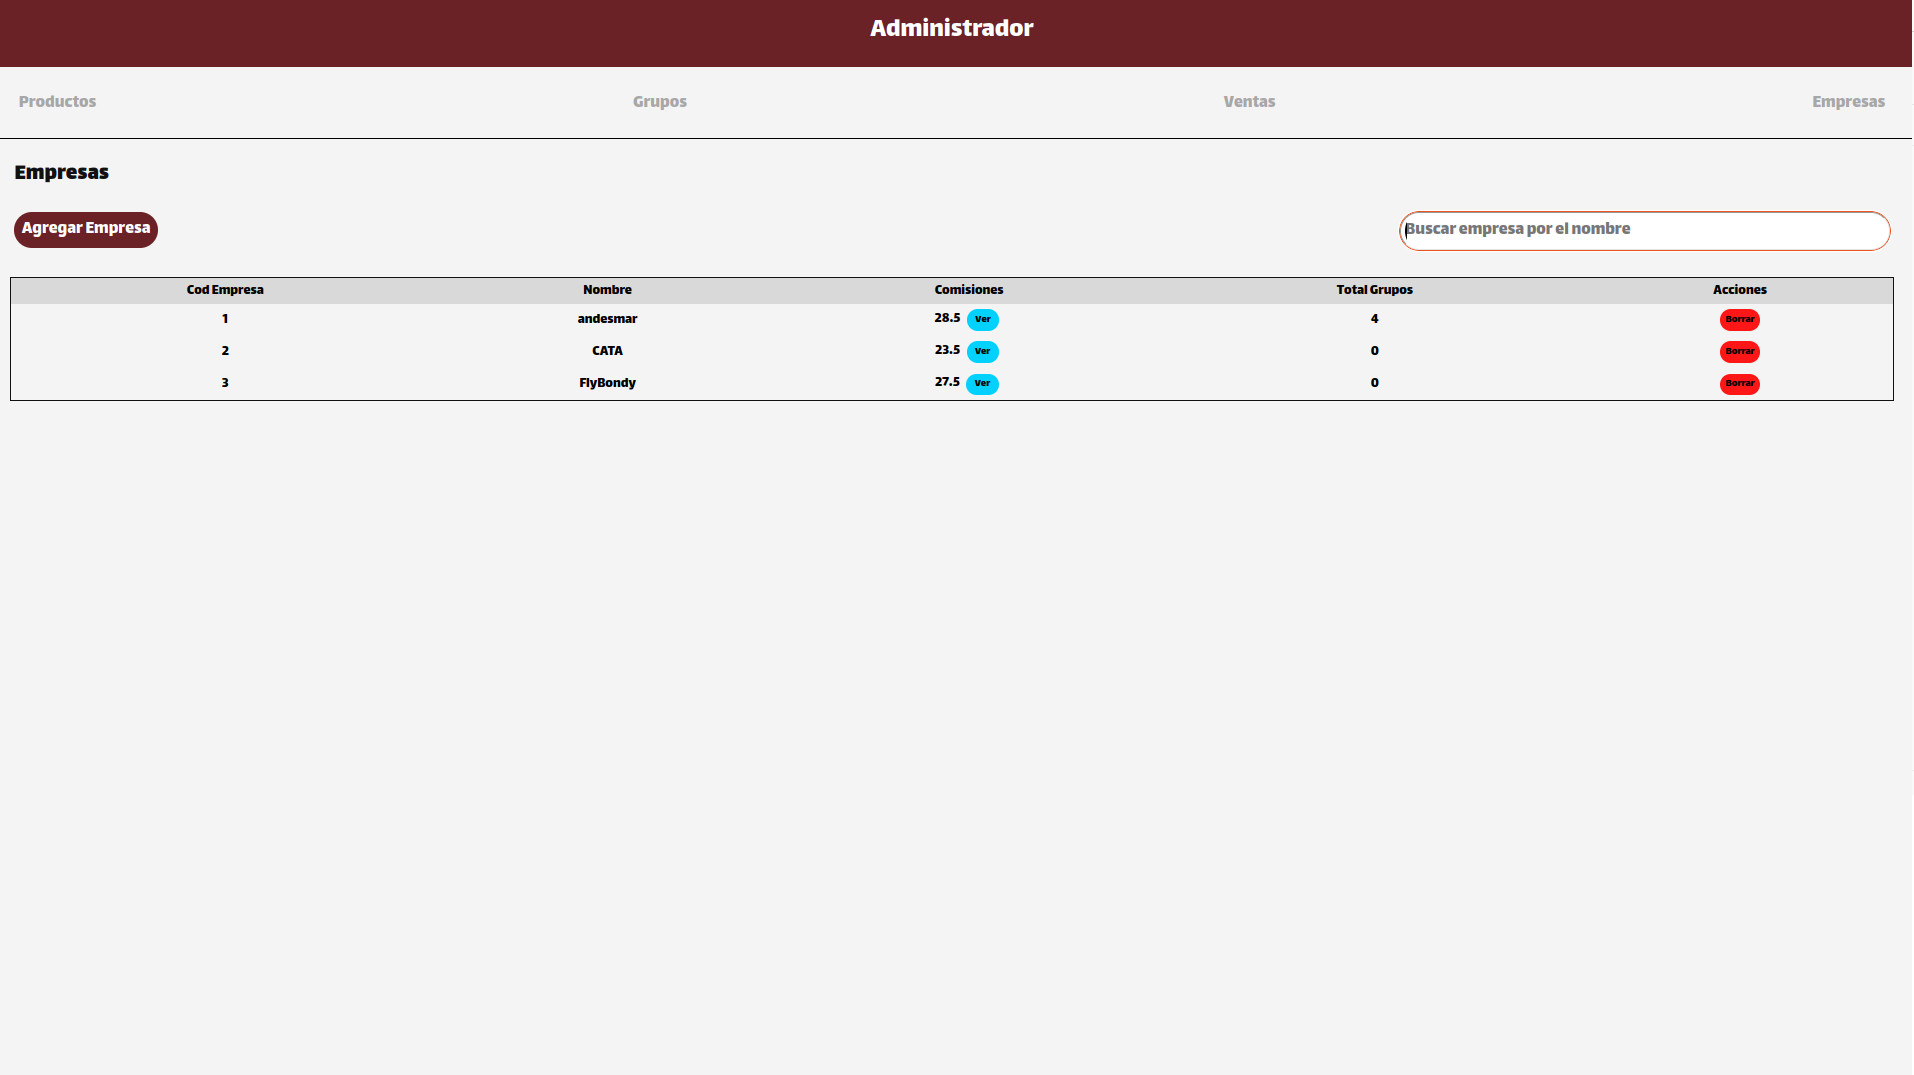 Administrador
Productos Grupos Ventas Empresas
Empresas
Agregar Empresa Buscar empresa por el nombre
Cod Empresa Nombre Comisiones Total Grupos Acciones
1 andesmar 28.5 Ver 4 Borrar
2 CATA 23.5 Ver 0 Borrar
3 FlyBondy 27.5 Ver 0 Borrar